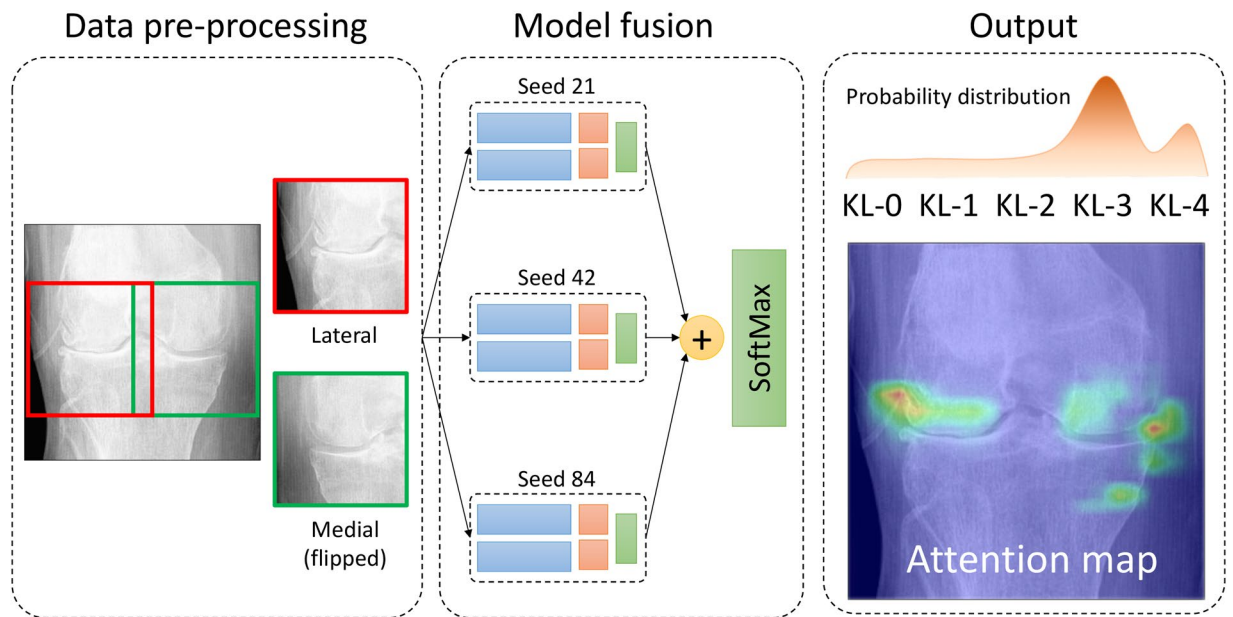 Data pre-processing
Lateral
Medial
(flipped)
Model fusion
Seed 21
Seed 42
Seed 84
+
SoftMax
Output
Probability distribution
KL-0 KL-1 KL-2 KL-3 KL-4
Attention map